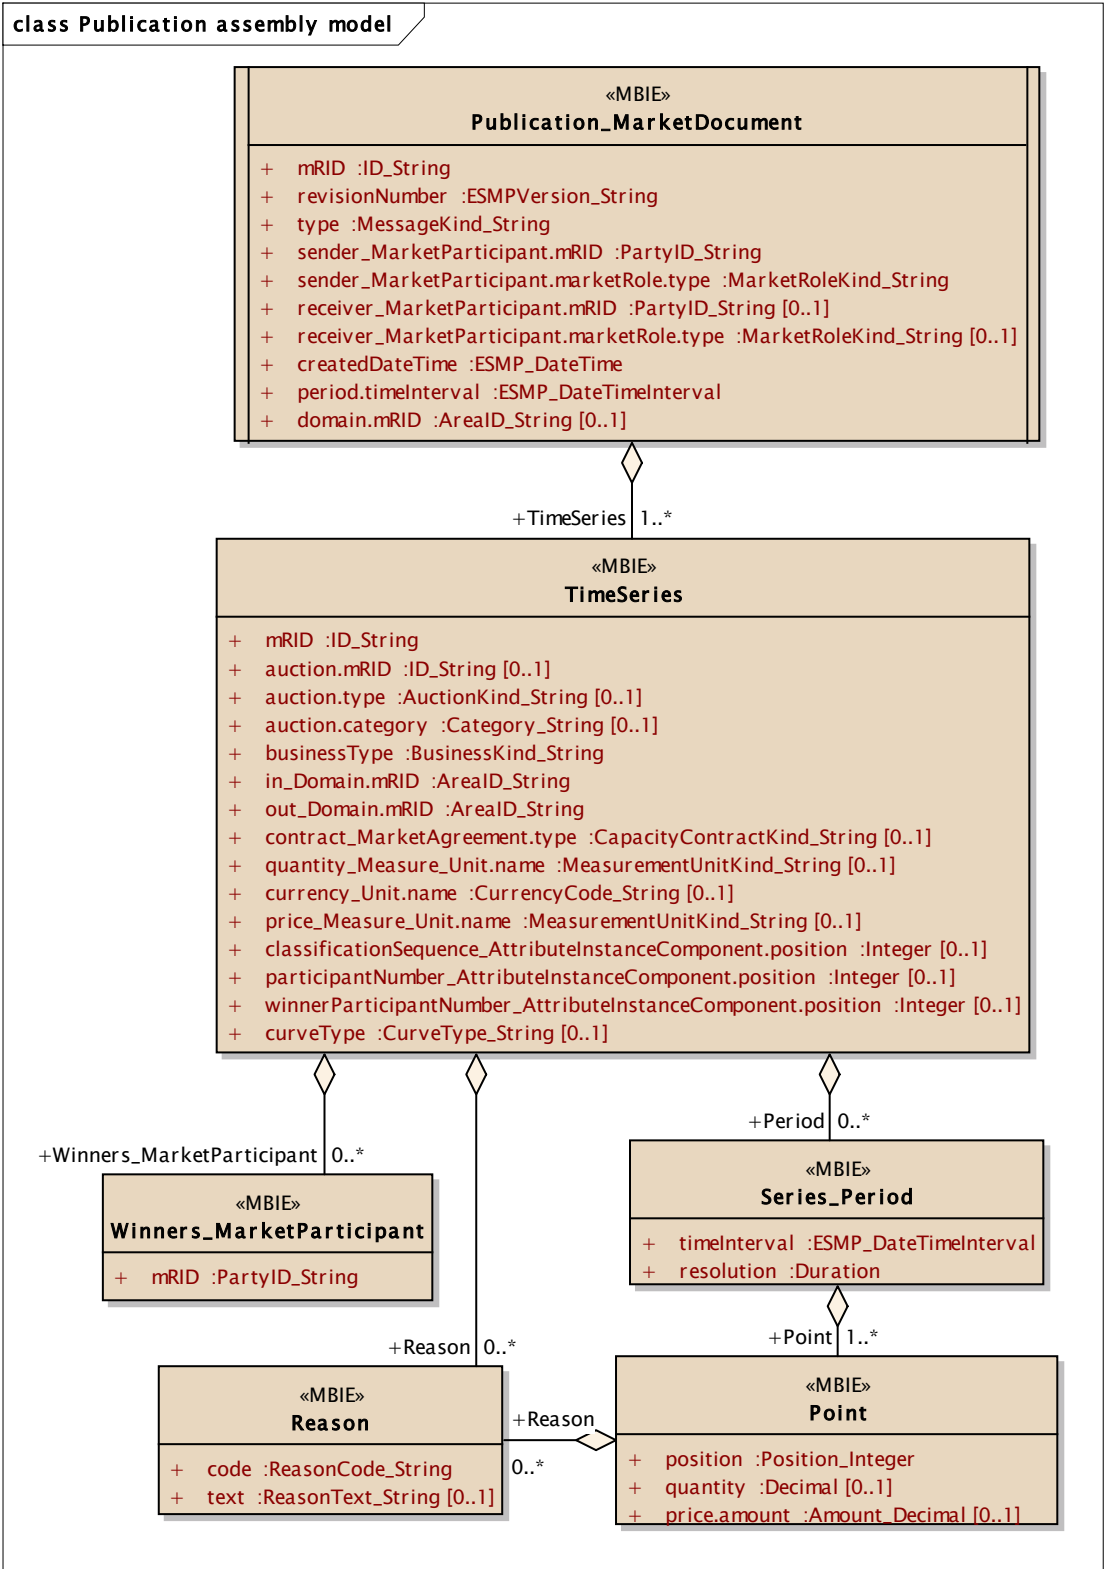 class Publication assembly model
«MBIE»
Publication_MarketDocument
+ mRID :ID_String
+ revisionNumber :ESMPVersion_String
+ type :MessageKind_String
+ sender_MarketParticipant.mRID :PartyID_String
+ sender_MarketParticipant.marketRole.type :MarketRoleKind_String
+ receiver_MarketParticipant.mRID :PartyID_String [0..1]
+ receiver_MarketParticipant.marketRole.type :MarketRoleKind_String [0..1]
+ createdDateTime :ESMP_DateTime
+ period.timeInterval :ESMP_DateTimeInterval
+ domain.mRID :AreaID_String [0..1]
+TimeSeries 1..*
«MBIE»
TimeSeries
+ mRID :ID_String
+ auction.mRID :ID_String [0..1]
+ auction.type :AuctionKind_String [0..1]
+ auction.category :Category_String [0..1]
+ businessType :BusinessKind_String
+ in_Domain.mRID :AreaID_String
+ out_Domain.mRID :AreaID_String
+ contract_MarketAgreement.type :CapacityContractKind_String [0..1]
+ quantity_Measure_Unit.name :MeasurementUnitKind_String [0..1]
+ currency_Unit.name :CurrencyCode_String [0..1]
+ price_Measure_Unit.name :MeasurementUnitKind_String [0..1]
+ classificationSequence_AttributeInstanceComponent.position :Integer [0..1]
+ participantNumber_AttributeInstanceComponent.position :Integer [0..1]
+ winnerParticipantNumber_AttributeInstanceComponent.position :Integer [0..1]
+ curveType :CurveType_String [0..1]
+Period 0..*
+Winners_MarketParticipant 0..*
«MBIE»
Series_Period
+ timeInterval :ESMP_DateTimeInterval
+ resolution :Duration
«MBIE»
Winners_MarketParticipant
+ mRID :PartyID_String
+Point 1..*
+Reason 0..*
«MBIE»
Reason
+ code :ReasonCode_String
+ text :ReasonText_String [0..1]
+Reason
0..*
«MBIE»
Point
+ position :Position_Integer
+ quantity :Decimal [0..1]
+ price.amount :Amount_Decimal [0..1]